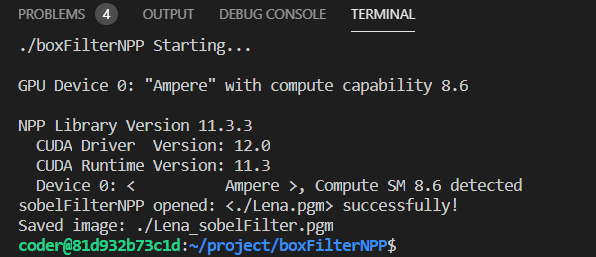 PROBLEMS 4 OUTPUT DEBUG CONSOLE TERMINAL
./boxFilterNPP Starting...
GPU Device 0: "Ampere" with compute capability 8.6
NPP Library Version 11.3.3
  CUDA Driver  Version: 12.0
  CUDA Runtime Version: 11.3
  Device 0: <          Ampere >, Compute SM 8.6 detected
sobelFilterNPP opened: <./Lena.pgm> successfully!
Saved image: ./Lena_sobelFilter.pgm
coder@81d932b73c1d:~/project/boxFilterNPP$